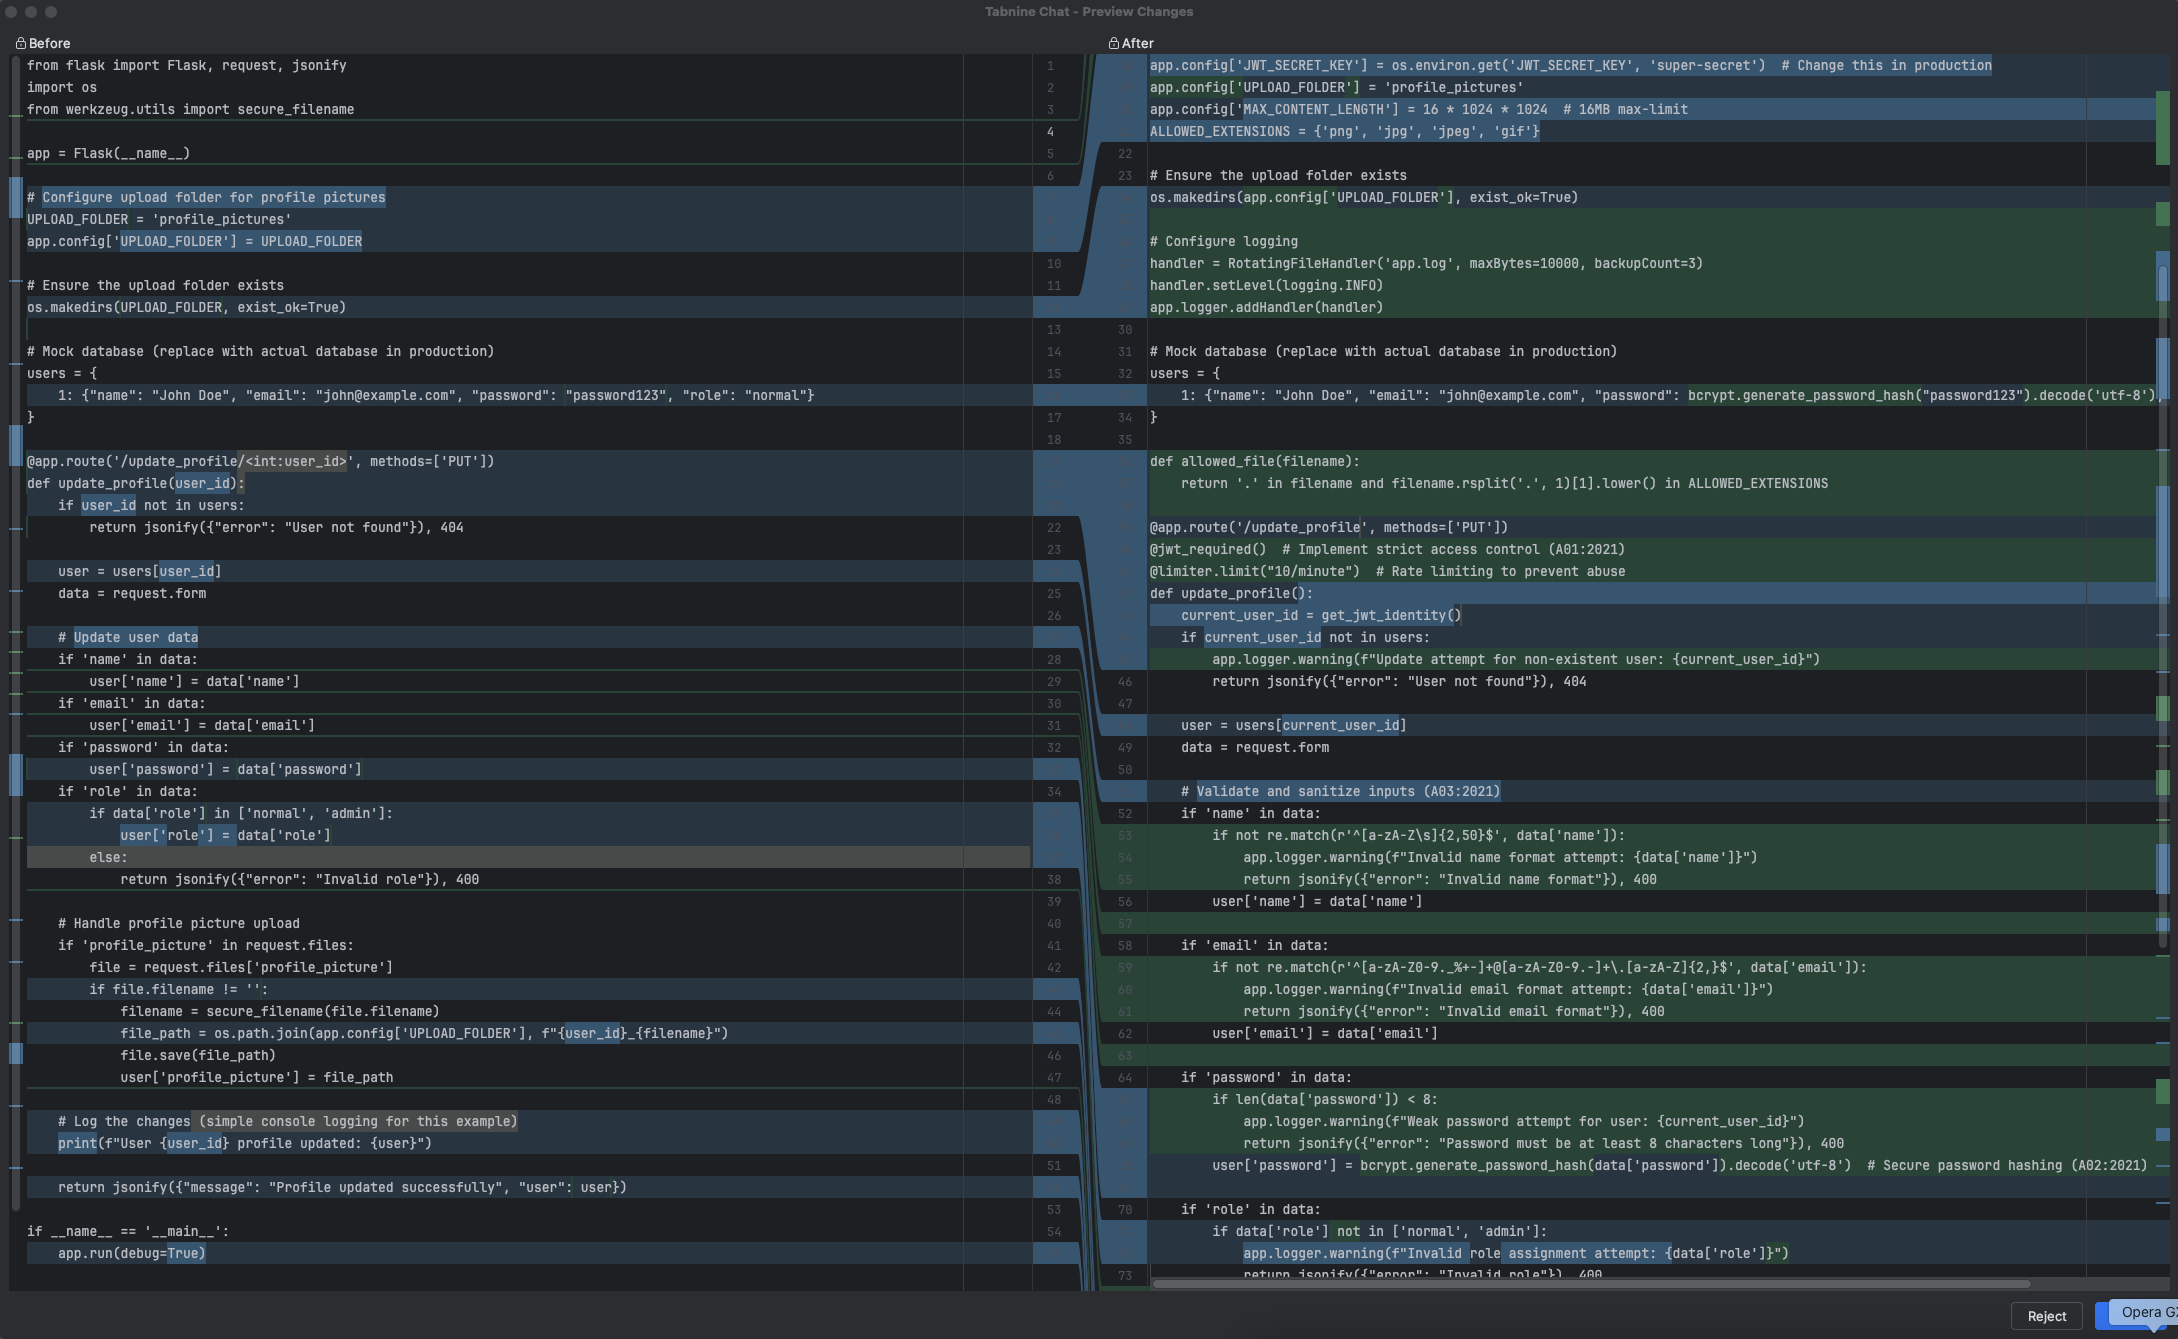 Tabnine Chat - Preview Changes
Before
from flask import Flask, request, jsonify
import os
from werkzeug.utils import secure_filename
app = Flask(__name__)
# Configure upload folder for profile pictures
UPLOAD_FOLDER = 'profile_pictures'
app.config['UPLOAD_FOLDER'] = UPLOAD_FOLDER
# Ensure the upload folder exists
os.makedirs(UPLOAD_FOLDER, exist_ok=True)
# Mock database (replace with actual database in production)
users = {
1: {"name": "John Doe", "email": "john@example.com", "password": "password123", "role": "normal"}
}
@app.route('/update_profile/<int:user_id>', methods=['PUT'])
def update_profile(user_id):
if user_id not in users:
return jsonify({"error": "User not found"}), 404
user = users[user_id]
data = request.form
# Update user data
if 'name' in data:
user['name'] = data['name']
if 'email' in data:
user['email'] = data['email']
if 'password' in data:
user['password'] = data['password']
if 'role' in data:
if data['role'] in ['normal', 'admin']:
user['role'] = data['role']
else:
return jsonify({"error": "Invalid role"}), 400
# Handle profile picture upload
if 'profile_picture' in request.files:
file = request.files['profile_picture']
if file.filename != '':
filename = secure_filename(file.filename)
file_path = os.path.join(app.config['UPLOAD_FOLDER'], f"{user_id}_{filename}")
file.save(file_path)
user['profile_picture'] = file_path
# Log the changes (simple console logging for this example)
print(f"User {user_id} profile updated: {user}")
return jsonify({"message": "Profile updated successfully", "user": user})
if __name__ == '__main__':
app.run(debug=True)
1
2
3
4
5
6
10
11
13
14
15
17
18
22
23
25
26
28
29
30
31
32
34
38
39
40
41
42
44
46
47
48
51
53
54
After
app.config['JWT_SECRET_KEY'] = os.environ.get('JWT_SECRET_KEY', 'super-secret')  # Change this in production
app.config['UPLOAD_FOLDER'] = 'profile_pictures'
app.config['MAX_CONTENT_LENGTH'] = 16 * 1024 * 1024  # 16MB max-limit
ALLOWED_EXTENSIONS = {'png', 'jpg', 'jpeg', 'gif'}
22
23 # Ensure the upload folder exists
os.makedirs(app.config['UPLOAD_FOLDER'], exist_ok=True)
# Configure logging
handler = RotatingFileHandler('app.log', maxBytes=10000, backupCount=3)
handler.setLevel(logging.INFO)
app.logger.addHandler(handler)
30
31 # Mock database (replace with actual database in production)
32 users = {
1: {"name": "John Doe", "email": "john@example.com", "password": bcrypt.generate_password_hash("password123").decode('utf-8'),
34 }
35
def allowed_file(filename):
return '.' in filename and filename.rsplit('.', 1)[1].lower() in ALLOWED_EXTENSIONS
@app.route('/update_profile', methods=['PUT'])
@jwt_required()  # Implement strict access control (A01:2021)
@limiter.limit("10/minute")  # Rate limiting to prevent abuse
def update_profile():
current_user_id = get_jwt_identity()
if current_user_id not in users:
app.logger.warning(f"Update attempt for non-existent user: {current_user_id}")
46 return jsonify({"error": "User not found"}), 404
47
user = users[current_user_id]
49 data = request.form
50
# Validate and sanitize inputs (A03:2021)
52 if 'name' in data:
53 if not re.match(r'^[a-zA-Z\s]{2,50}$', data['name']):
54 app.logger.warning(f"Invalid name format attempt: {data['name']}")
55 return jsonify({"error": "Invalid name format"}), 400
56 user['name'] = data['name']
57
58 if 'email' in data:
59 if not re.match(r'^[a-zA-Z0-9._%+-]+@[a-zA-Z0-9.-]+\.[a-zA-Z]{2,}$', data['email']):
60 app.logger.warning(f"Invalid email format attempt: {data['email']}")
61 return jsonify({"error": "Invalid email format"}), 400
62 user['email'] = data['email']
63
64 if 'password' in data:
if len(data['password']) < 8:
app.logger.warning(f"Weak password attempt for user: {current_user_id}")
return jsonify({"error": "Password must be at least 8 characters long"}), 400
user['password'] = bcrypt.generate_password_hash(data['password']).decode('utf-8')  # Secure password hashing (A02:2021)
70 if 'role' in data:
if data['role'] not in ['normal', 'admin']:
app.logger.warning(f"Invalid role assignment attempt: {data['role']}")
73 return jsonify({"error": "Invalid role"}), 400
Reject
Opera GX